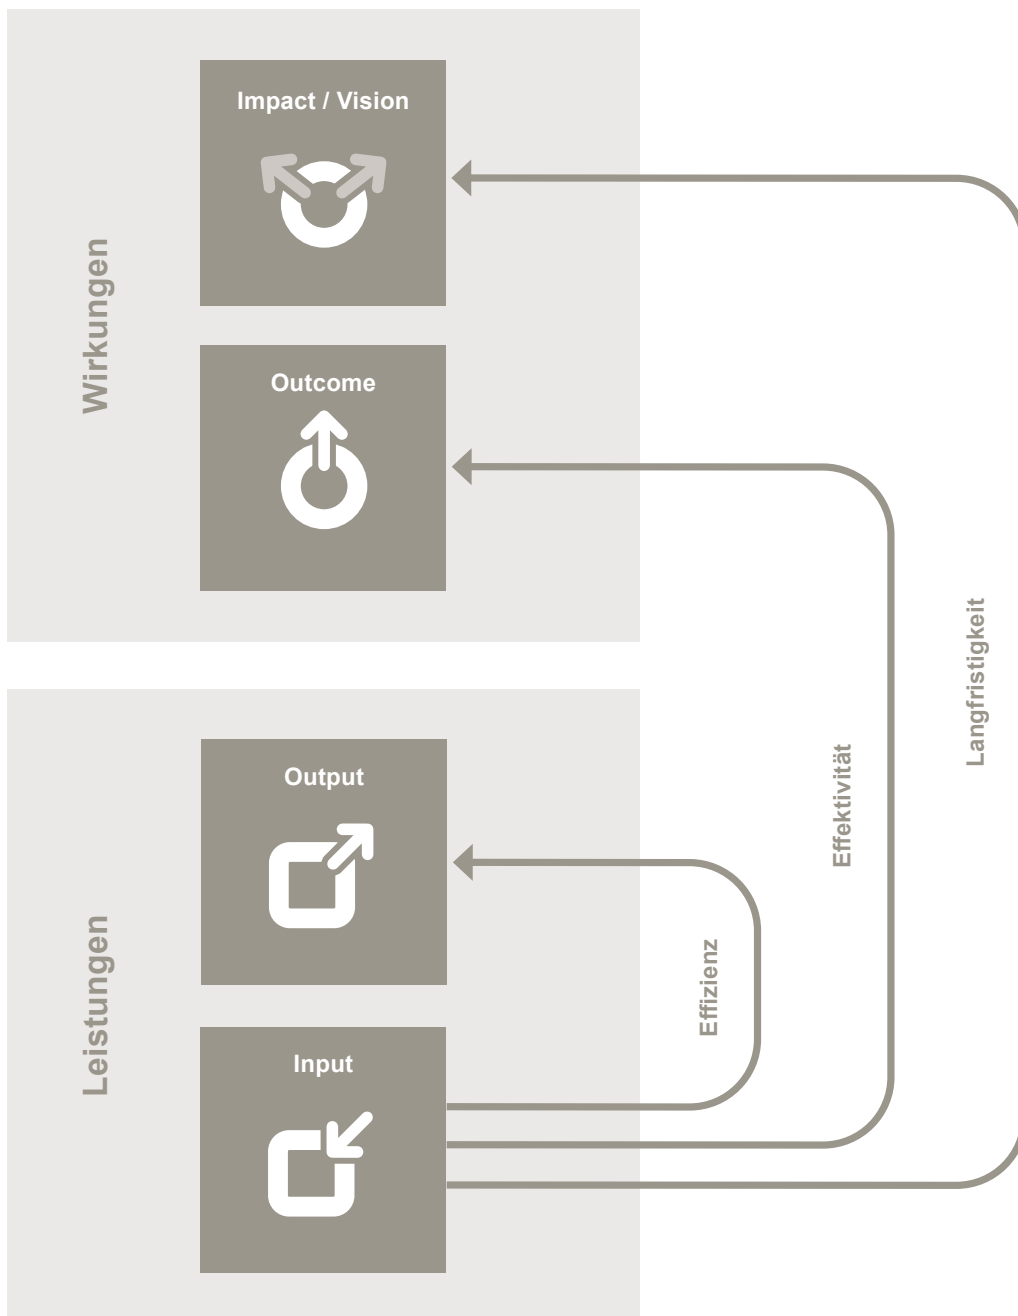 Impact / Vision
Wirkungen
Outcome
Langfristigkeit
Effektivität
Output
Effizienz
Leistungen
Input